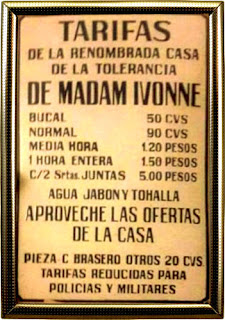 TARIFAS
DE LA RENOMBRADA CASA
DE LA TOLERANCIA
DE MADAM IVONNE
BUCAL 50 CVS
NORMAL 90 CVS
MEDIA HORA 1.20 PESOS
1 HORA ENTERA 1.50 PESOS
C/2 Srtas. JUNTAS 5.00 PESOS
AGUA JABON Y TOHALLA
APROVECHE LAS OFERTAS
DE LA CASA
PIEZA-C BRASERO OTROS 20 CVS.
TARIFAS REDUCIDAS PARA
POLICIAS Y MILITARES